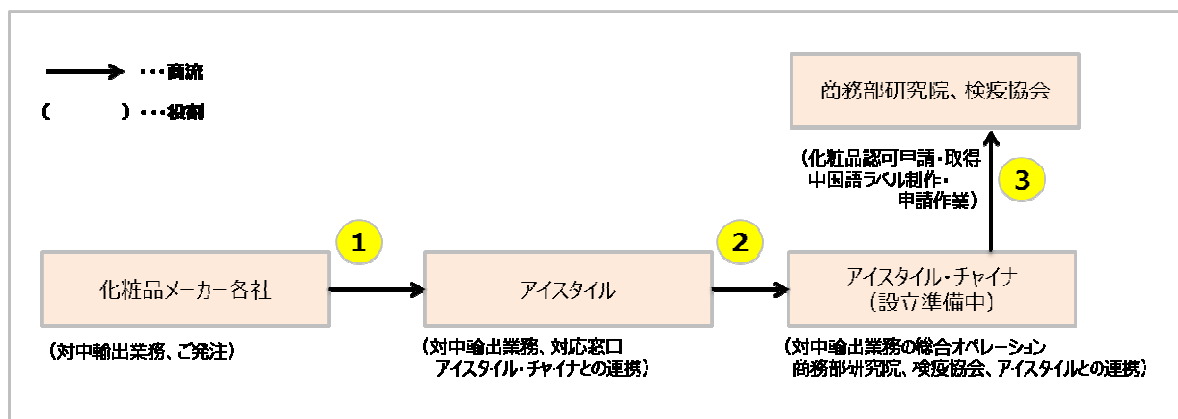 ・・・商流
( )・・・役割
商務部研究院、検疫協会
(化粧品認可申請・取得
中国語ラベル制作・
申請作業)
3
1
2
化粧品メーカー各社
アイスタイル
アイスタイル・チャイナ
(設立準備中)
(対中輸出業務、ご発注)
(対中輸出業務、対応窓口
アイスタイル・チャイナとの連携)
(対中輸出業務の総合オペレーション
商務部研究院、検疫協会、アイスタイルとの連携)